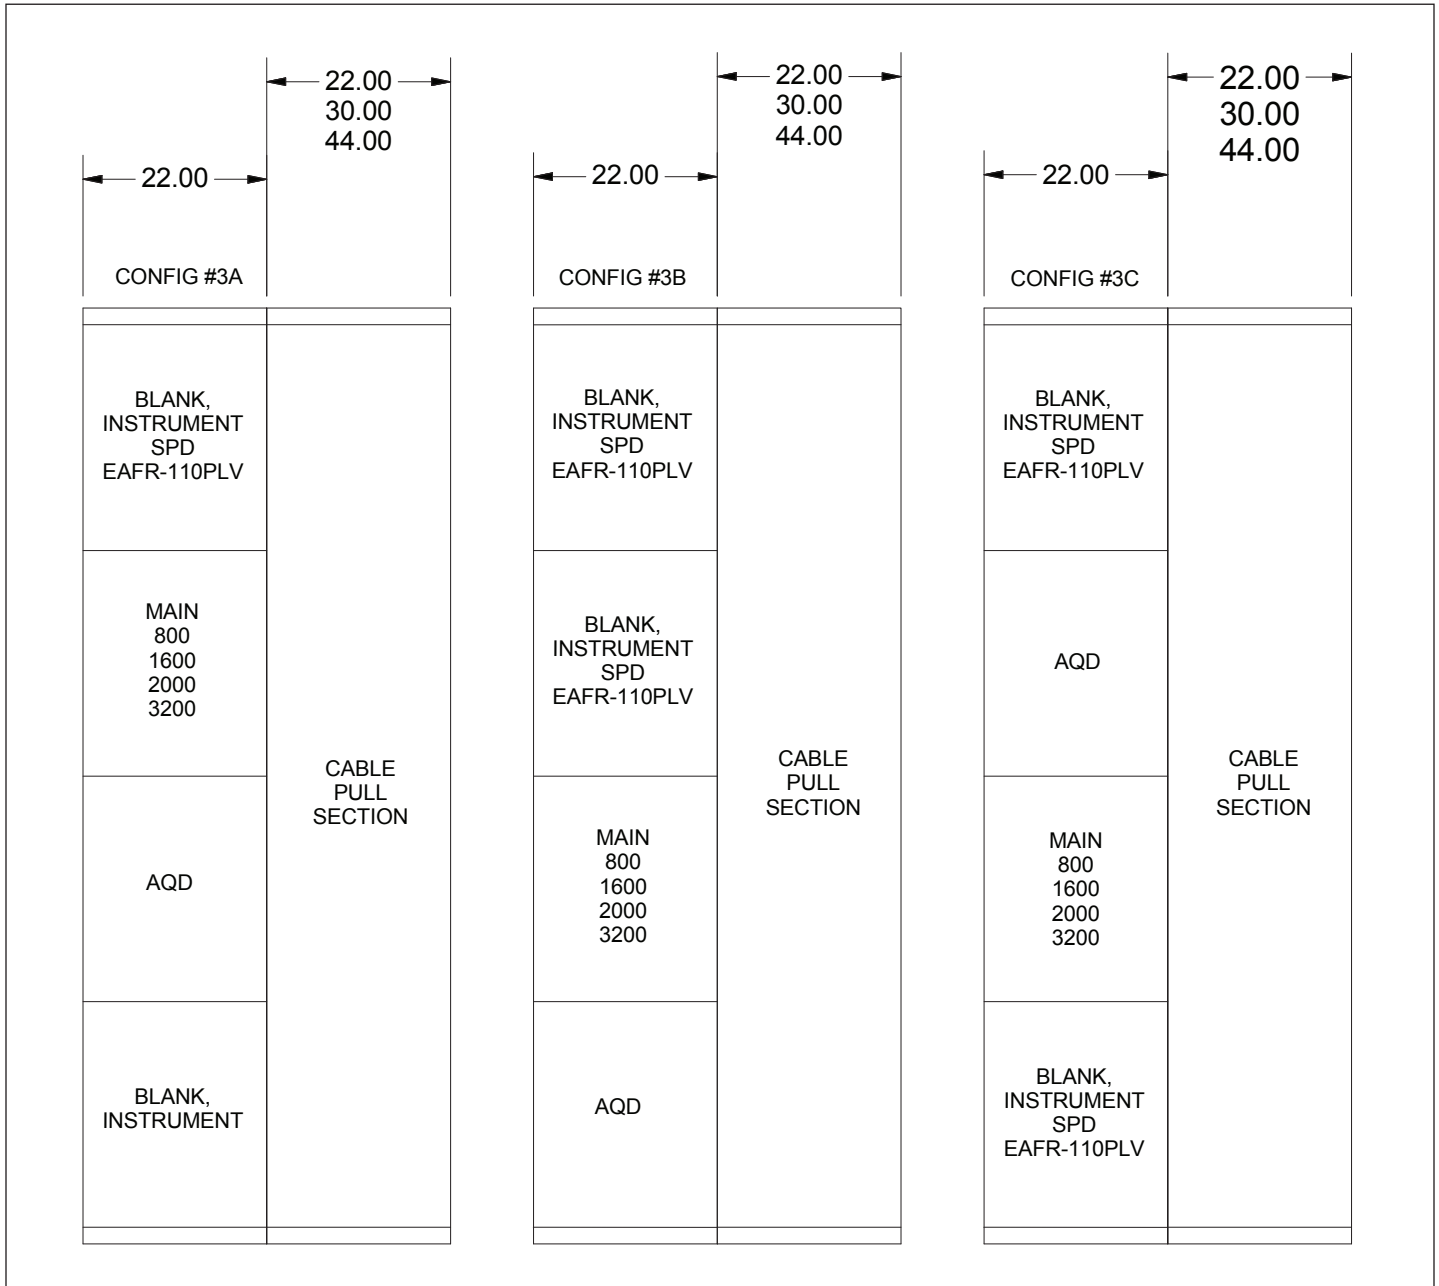 22.00
30.00
44.00
22.00
CONFIG #3A
BLANK,
INSTRUMENT
SPD
EAFR-110PLV
MAIN
800
1600
2000
3200
AQD
BLANK,
INSTRUMENT
CABLE
PULL
SECTION
22.00
30.00
44.00
22.00
CONFIG #3B
BLANK,
INSTRUMENT
SPD
EAFR-110PLV
BLANK,
INSTRUMENT
SPD
EAFR-110PLV
MAIN
800
1600
2000
3200
AQD
CABLE
PULL
SECTION
22.00
30.00
44.00
22.00
CONFIG #3C
BLANK,
INSTRUMENT
SPD
EAFR-110PLV
AQD
MAIN
800
1600
2000
3200
BLANK,
INSTRUMENT
SPD
EAFR-110PLV
CABLE
PULL
SECTION